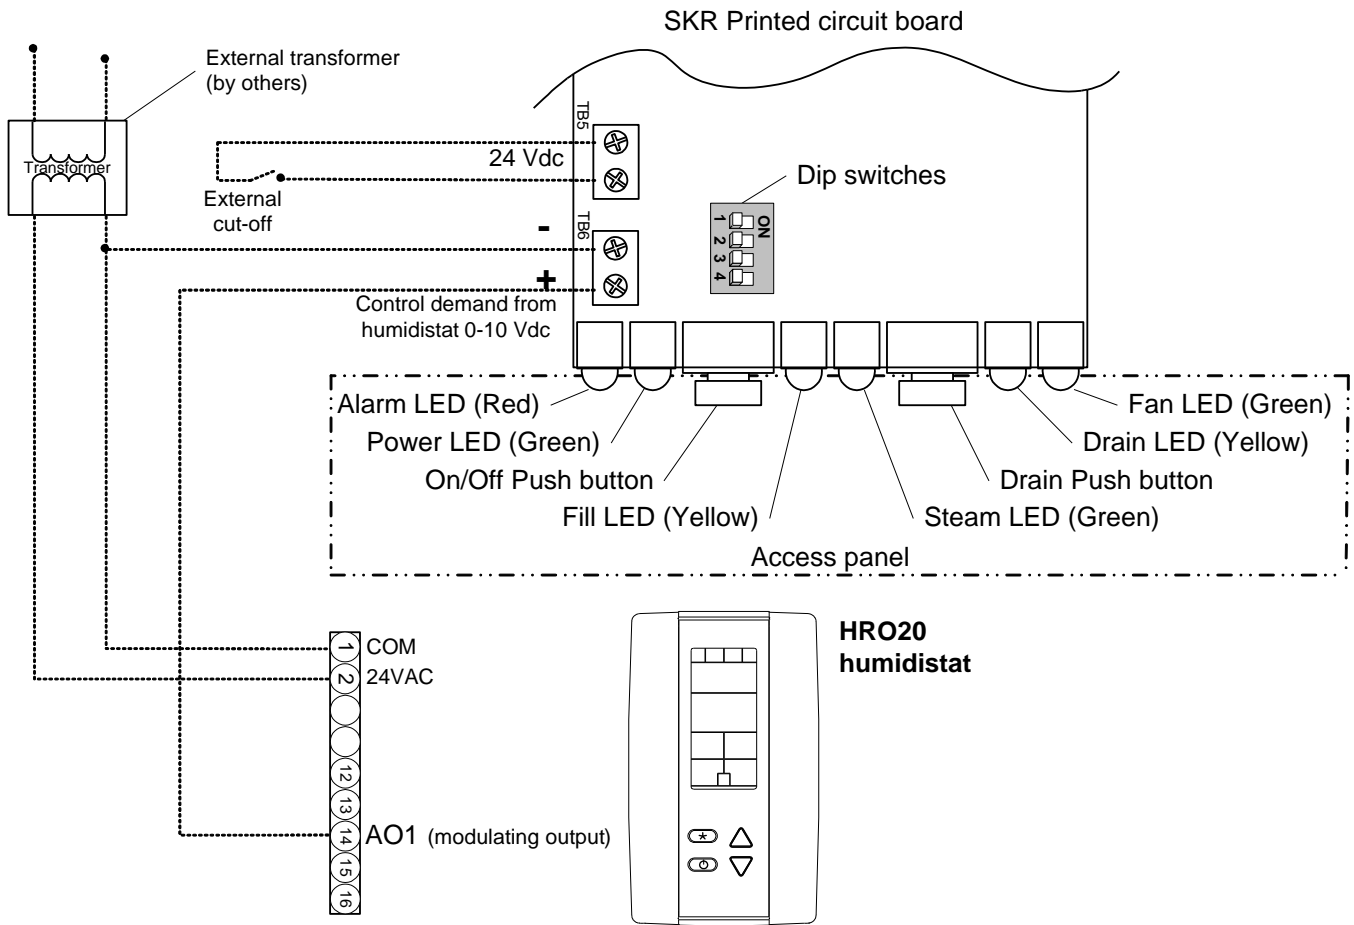 SKR Printed circuit board
External transformer
(by others)
Transformer
TB5
24 Vdc
External
cut-off
Dip switches
ON
1
2
3
4
TB6
-
+
Control demand from
humidistat 0-10 Vdc
Alarm LED (Red)
Fan LED (Green)
Power LED (Green)
Drain LED (Yellow)
On/Off Push button
Drain Push button
Fill LED (Yellow)
Steam LED (Green)
Access panel
HRO20
humidistat
1 COM
2 24VAC
12
13
14 AO1 (modulating output)
15
16